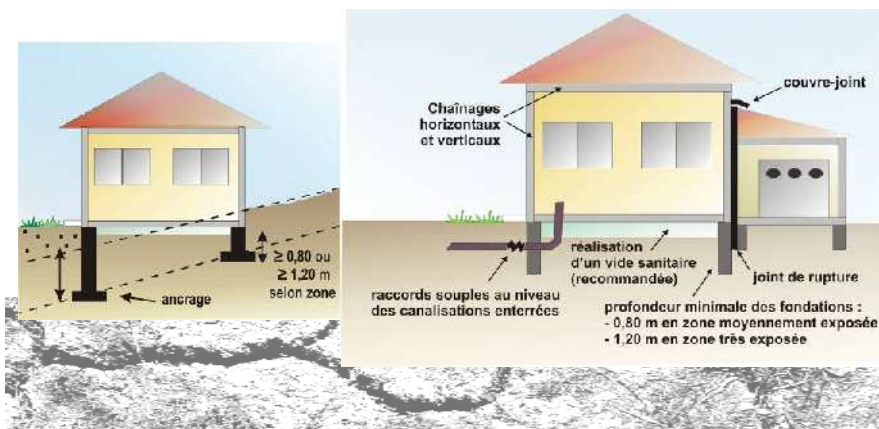 ≥ 0,80 ou
≥ 1,20 m
selon zone
ancrage
couvre-joint
Chaînages
horizontaux
et verticaux
réalisation
d'un vide sanitaire
(recommandée)
joint de rupture
raccords souples au niveau
des canalisations enterrées
profondeur minimale des fondations :
- 0,80 m en zone moyennement exposée
- 1,20 m en zone très exposée